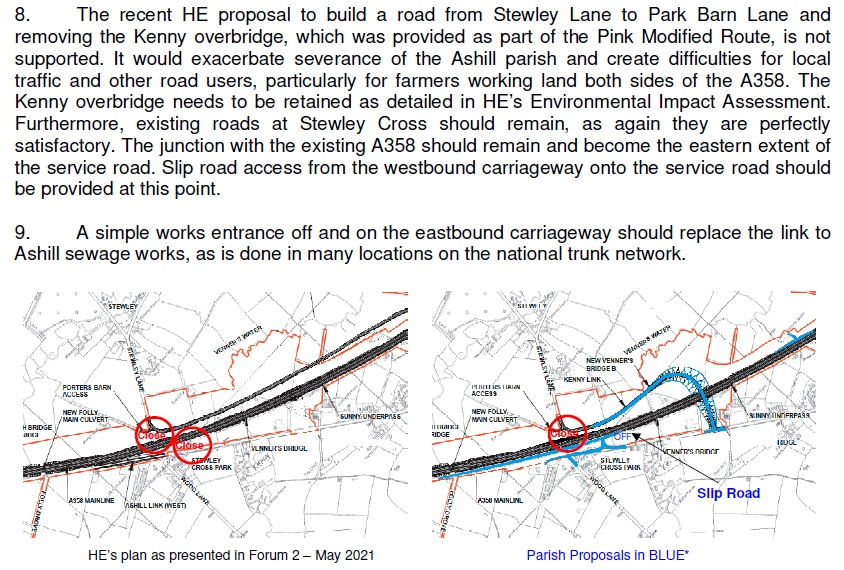 8. The recent HE proposal to build a road from Stewley Lane to Park Barn Lane and
removing the Kenny overbridge, which was provided as part of the Pink Modified Route, is not
supported. It would exacerbate severance of the Ashill parish and create difficulties for local
traffic and other road users, particularly for farmers working land both sides of the A358. The
Kenny overbridge needs to be retained as detailed in HE's Environmental Impact Assessment.
Furthermore, existing roads at Stewley Cross should remain, as again they are perfectly
satisfactory. The junction with the existing A358 should remain and become the eastern extent of
the service road. Slip road access from the westbound carriageway onto the service road should
be provided at this point.
9. A simple works entrance off and on the eastbound carriageway should replace the link to
Ashill sewage works, as is done in many locations on the national trunk network.
STEWLEY
VENNER'S WATER
STEWLEY LANE
PORTERS BARN
ACCESS
NEW FOLLY
MAIN CULVERT
H BRIDGE
RIDGE
Close
Close
SUNNY UNDERPASS
VENNER'S BRIDGE
STEWLEY
CROSS PARK
WOOD LANE
A358 MAINLINE
ASHILL LINK (WEST)
FOLLY DROVE
HE's plan as presented in Forum 2 – May 2021
STEWLEY
VENNER'S WATER
STEWLEY LANE
NEW VENNER'S
BRIDGE B
KENNY LINK
PORTERS BARN
ACCESS
NEW FOLLY
MAIN CULVERT
H BRIDGE
RIDGE
Close
OFF
SUNNY UNDERPASS
RIDGE
VENNER'S BRIDGE
STEWLEY
CROSS PARK
WOOD LANE
A358 MAINLINE
FOLLY DROVE
Slip Road
Parish Proposals in BLUE*